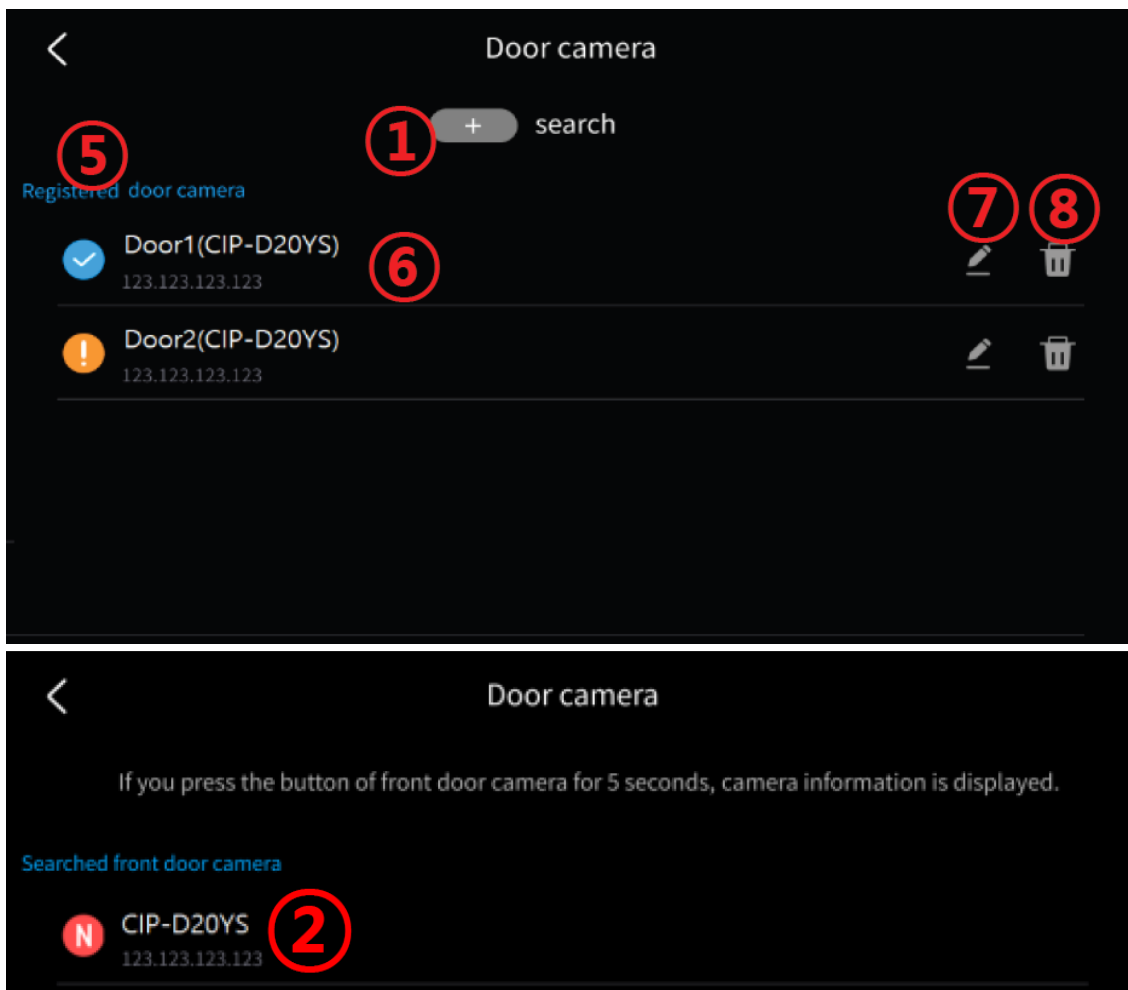 Door camera
① + search
⑤
Registered door camera
⑦ ⑧
Door1(CIP-D20YS)
⑥
123.123.123.123
! Door2(CIP-D20YS)
123.123.123.123
Door camera
If you press the button of front door camera for 5 seconds, camera information is displayed.
Searched front door camera
N CIP-D20YS ②
123.123.123.123